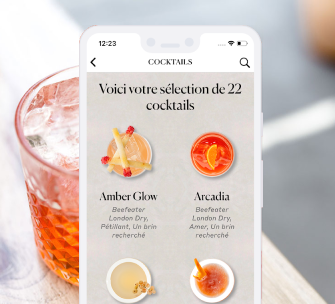 12:23
COCKTAILS
Voici votre sélection de 22
cocktails
Amber Glow
Beefeater
London Dry,
Pétillant, Un brin
recherché
Arcadia
Beefeater
London Dry,
Amer, Un brin
recherché